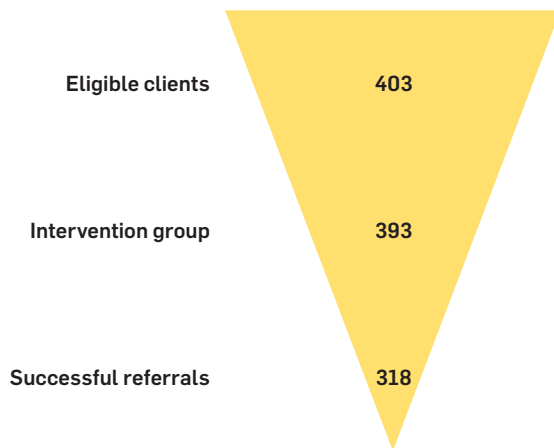 Eligible clients 403
Intervention group 393
Successful referrals 318